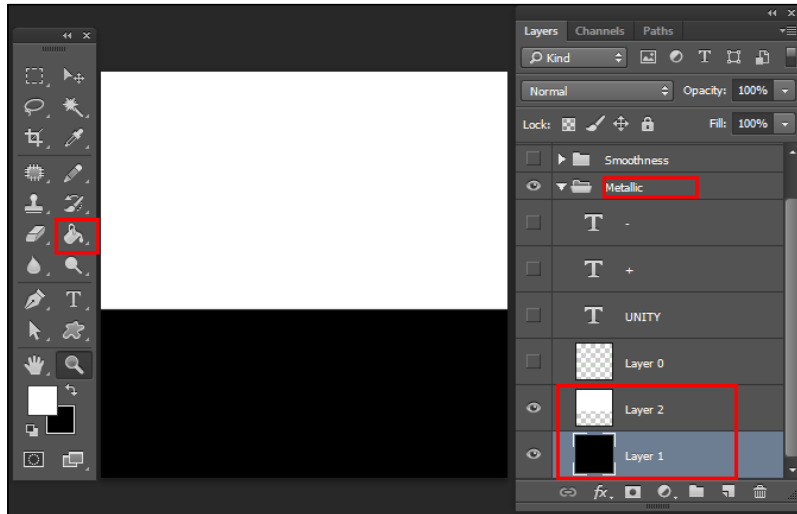 Layers Channels Paths
Kind
Normal Opacity: 100%
Lock: Fill: 100%
Smoothness
Metallic
T -
T +
T UNITY
Layer 0
Layer 2
Layer 1
fx.